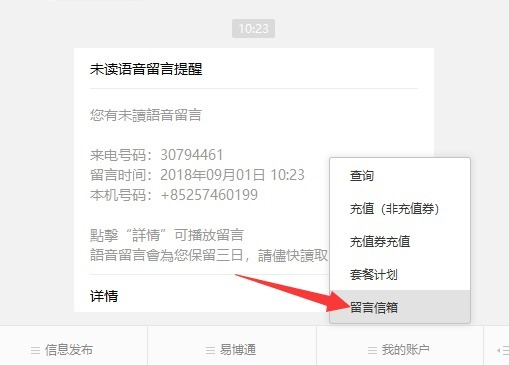 10:23
未读语音留言提醒
您有未讀語音留言
来电号码：30794461
留言时间：2018年09月01日 10:23
本机号码：+85257460199
點擊“詳情”可播放留言
語音留言會為您保留三日，請儘快讀取
详情
查询
充值（非充值券）
充值券充值
套餐计划
留言信箱
信息发布
易博通
我的账户